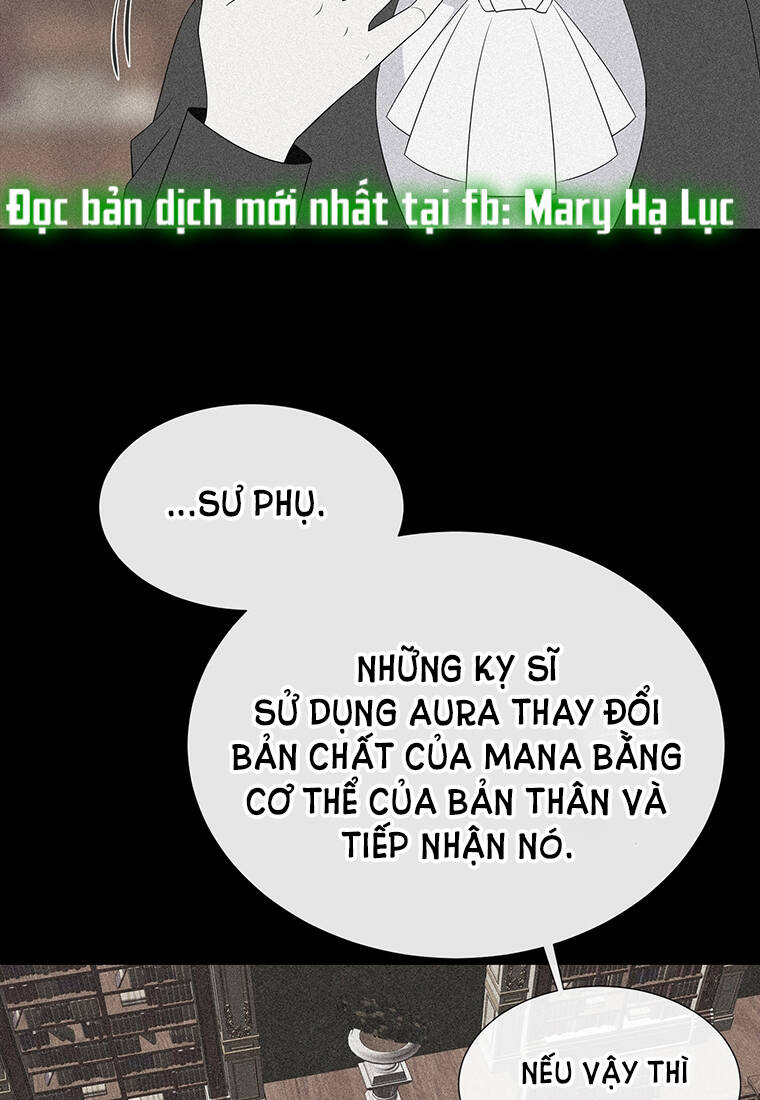 Đọc bản dịch mới nhất tại fb: Mary Hạ Lục
...SƯ PHỤ.
NHỮNG KỴ SĨ
SỬ DỤNG AURA THAY ĐỔI
BẢN CHẤT CỦA MANA BẰNG
CƠ THỂ CỦA BẢN THÂN VÀ
TIẾP NHẬN NÓ.
NẾU VẬY THÌ